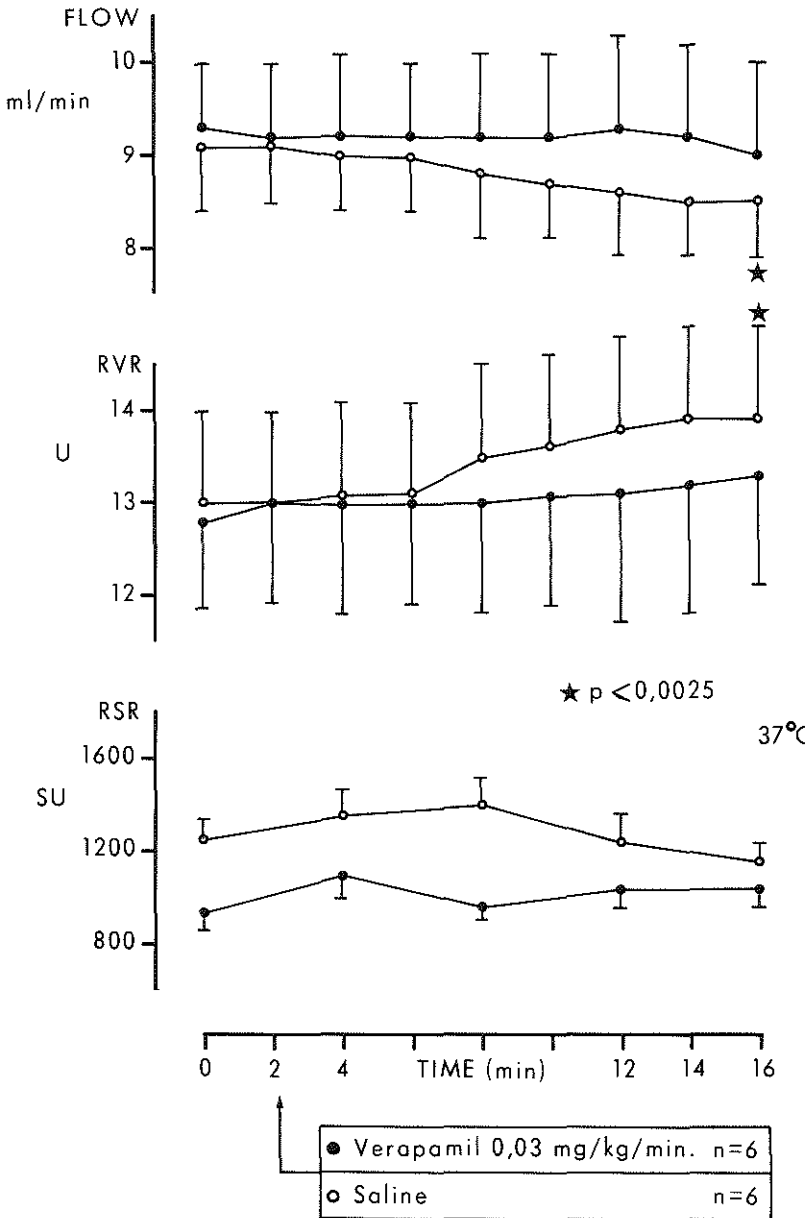 FLOW
10
ml/min
9
8
★
★
RVR
14
U
13
12
★ p <0,0025
RSR
37°C
1600
SU
1200
800
0 2 4 TIME (min) 12 14 16
● Verapamil 0,03 mg/kg/min. n=6
○ Saline n=6